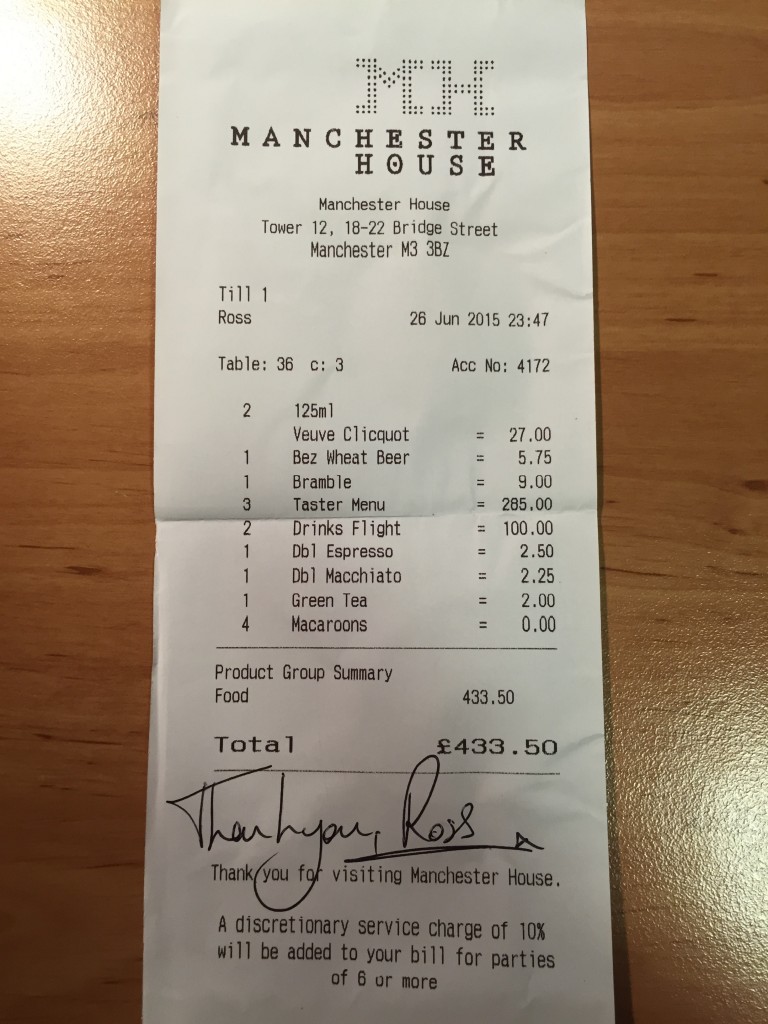 MH
MANCHESTER
HOUSE
Manchester House
Tower 12, 18-22 Bridge Street
Manchester M3 3BZ
Till 1
Ross 26 Jun 2015 23:47
Table: 36 c: 3 Acc No: 4172
2 125ml
Veuve Clicquot = 27.00
1 Bez Wheat Beer = 5.75
1 Bramble = 9.00
3 Taster Menu = 285.00
2 Drinks Flight = 100.00
1 Dbl Espresso = 2.50
1 Dbl Macchiato = 2.25
1 Green Tea = 2.00
4 Macaroons = 0.00
Product Group Summary
Food 433.50
Total £433.50
Thankyou, Ross
Thank you for visiting Manchester House.
A discretionary service charge of 10%
will be added to your bill for parties
of 6 or more